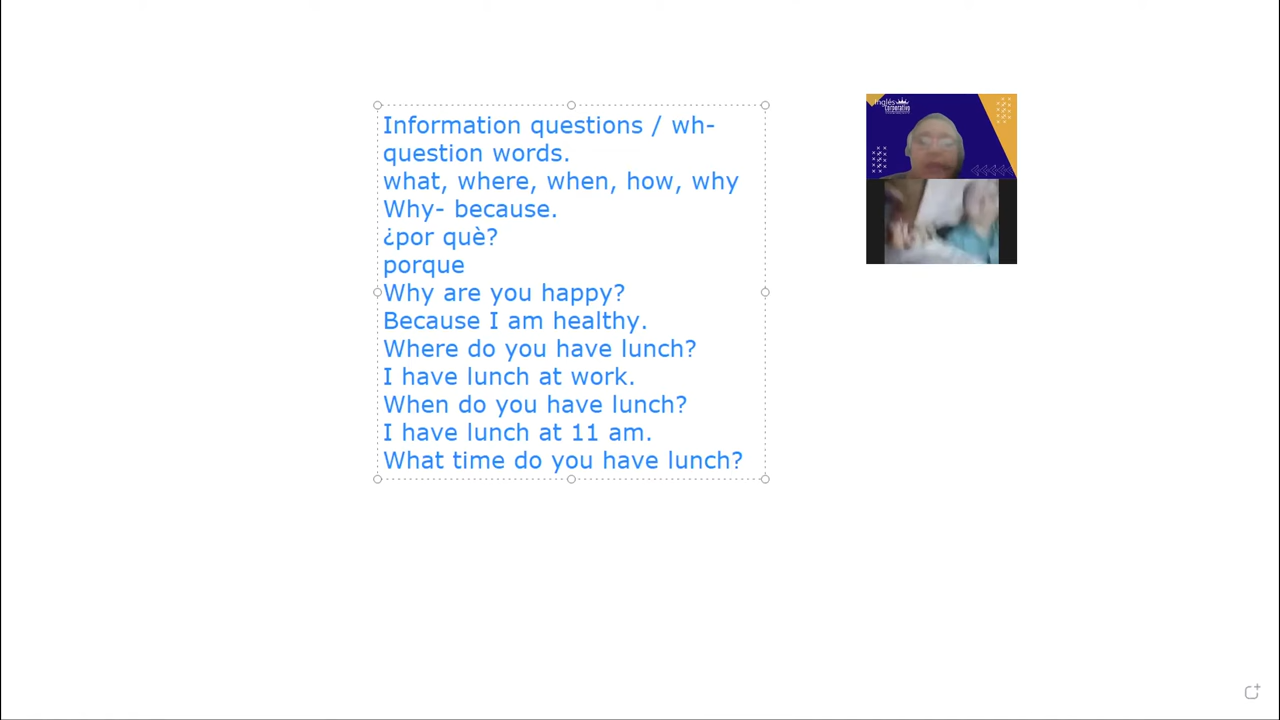 Information questions / wh-
question words.
what, where, when, how, why
Why- because.
¿por què?
porque
Why are you happy?
Because I am healthy.
Where do you have lunch?
I have lunch at work.
When do you have lunch?
I have lunch at 11 am.
What time do you have lunch?
Inglés
Corporativo